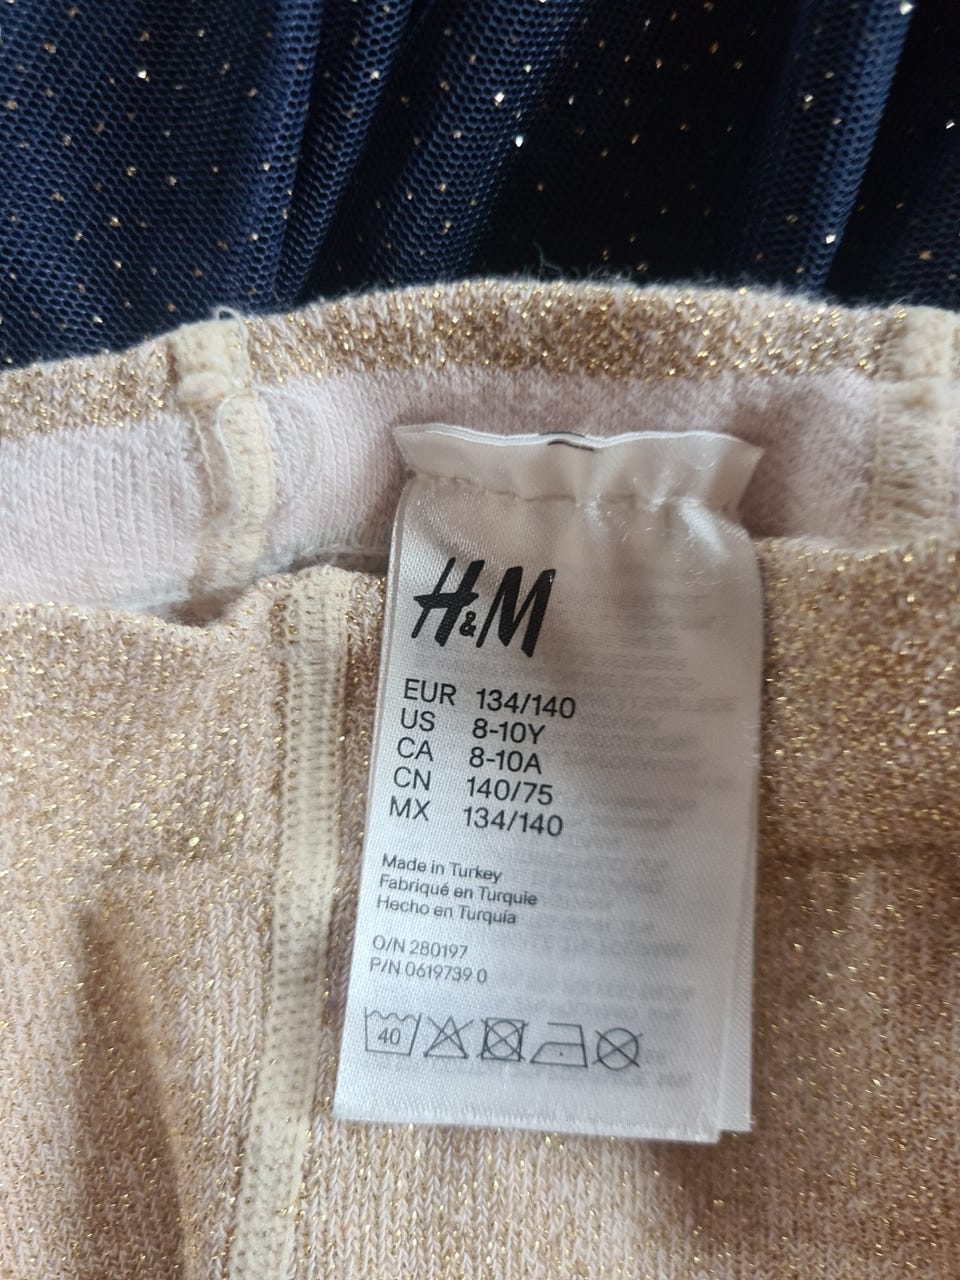 H&M
EUR 134/140
US 8-10Y
CA 8-10A
CN 140/75
MX 134/140
Made in Turkey
Fabriqué en Turquie
Hecho en Turquía
O/N 280197
P/N 0619739 0
40